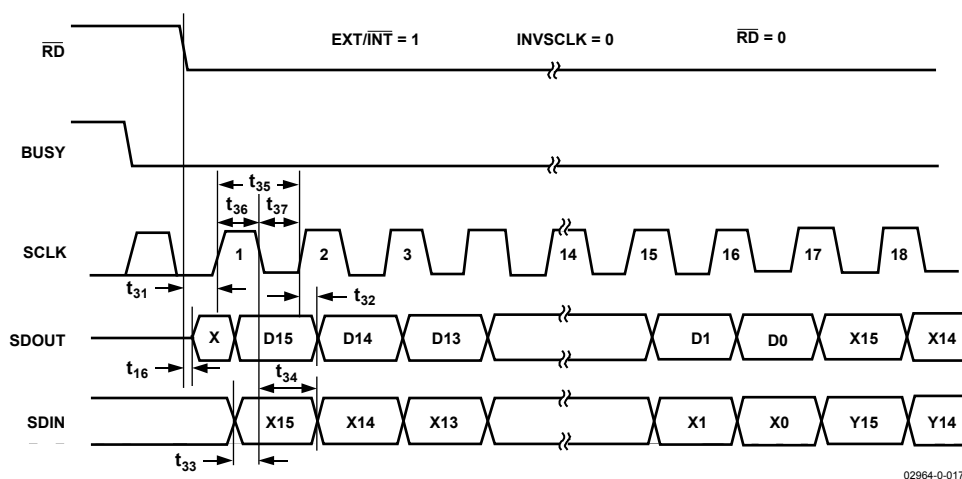 EXT/INT = 1 INVSCLK = 0 RD = 0
RD
BUSY
t35
t36 t37
SCLK 1 2 3 14 15 16 17 18
t31 t32
SDOUT X D15 D14 D13 D1 D0 X15 X14
t16 t34
SDIN X15 X14 X13 X1 X0 Y15 Y14
t33
02964-0-017